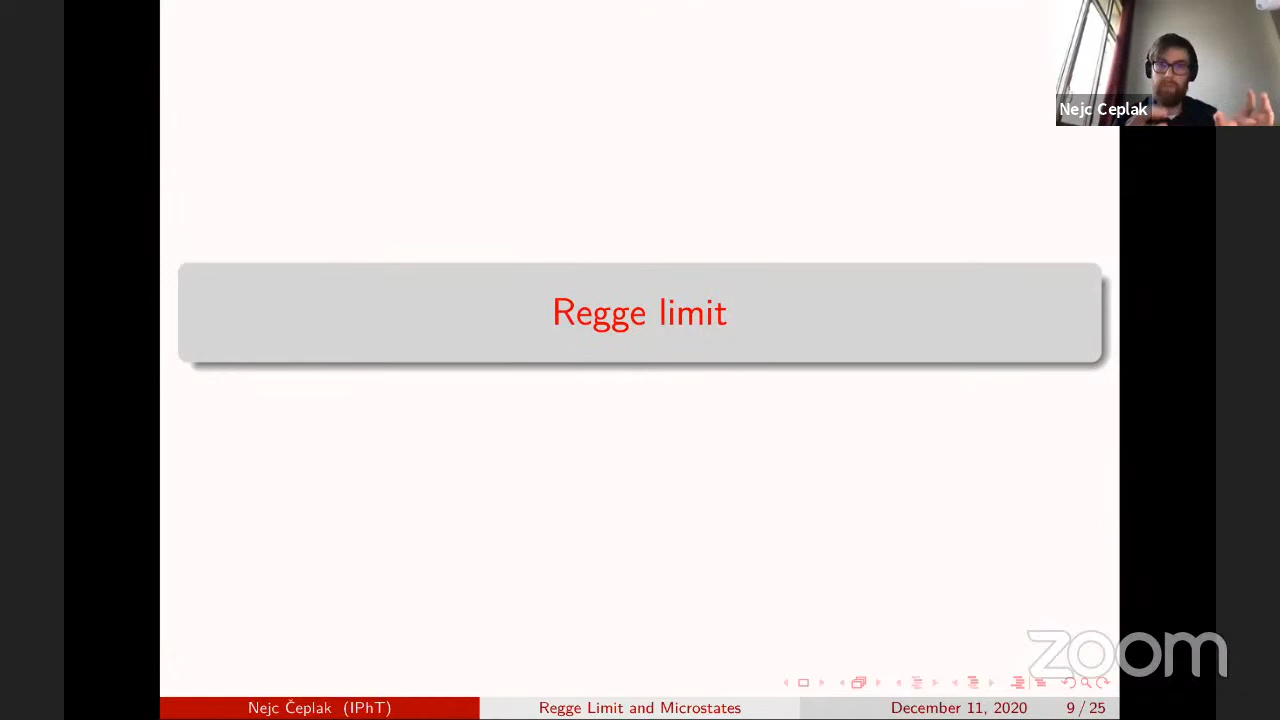 Nejc Ceplak
Regge limit
zoom
Nejc Čeplak (IPhT)
Regge Limit and Microstates
December 11, 2020
9 / 25